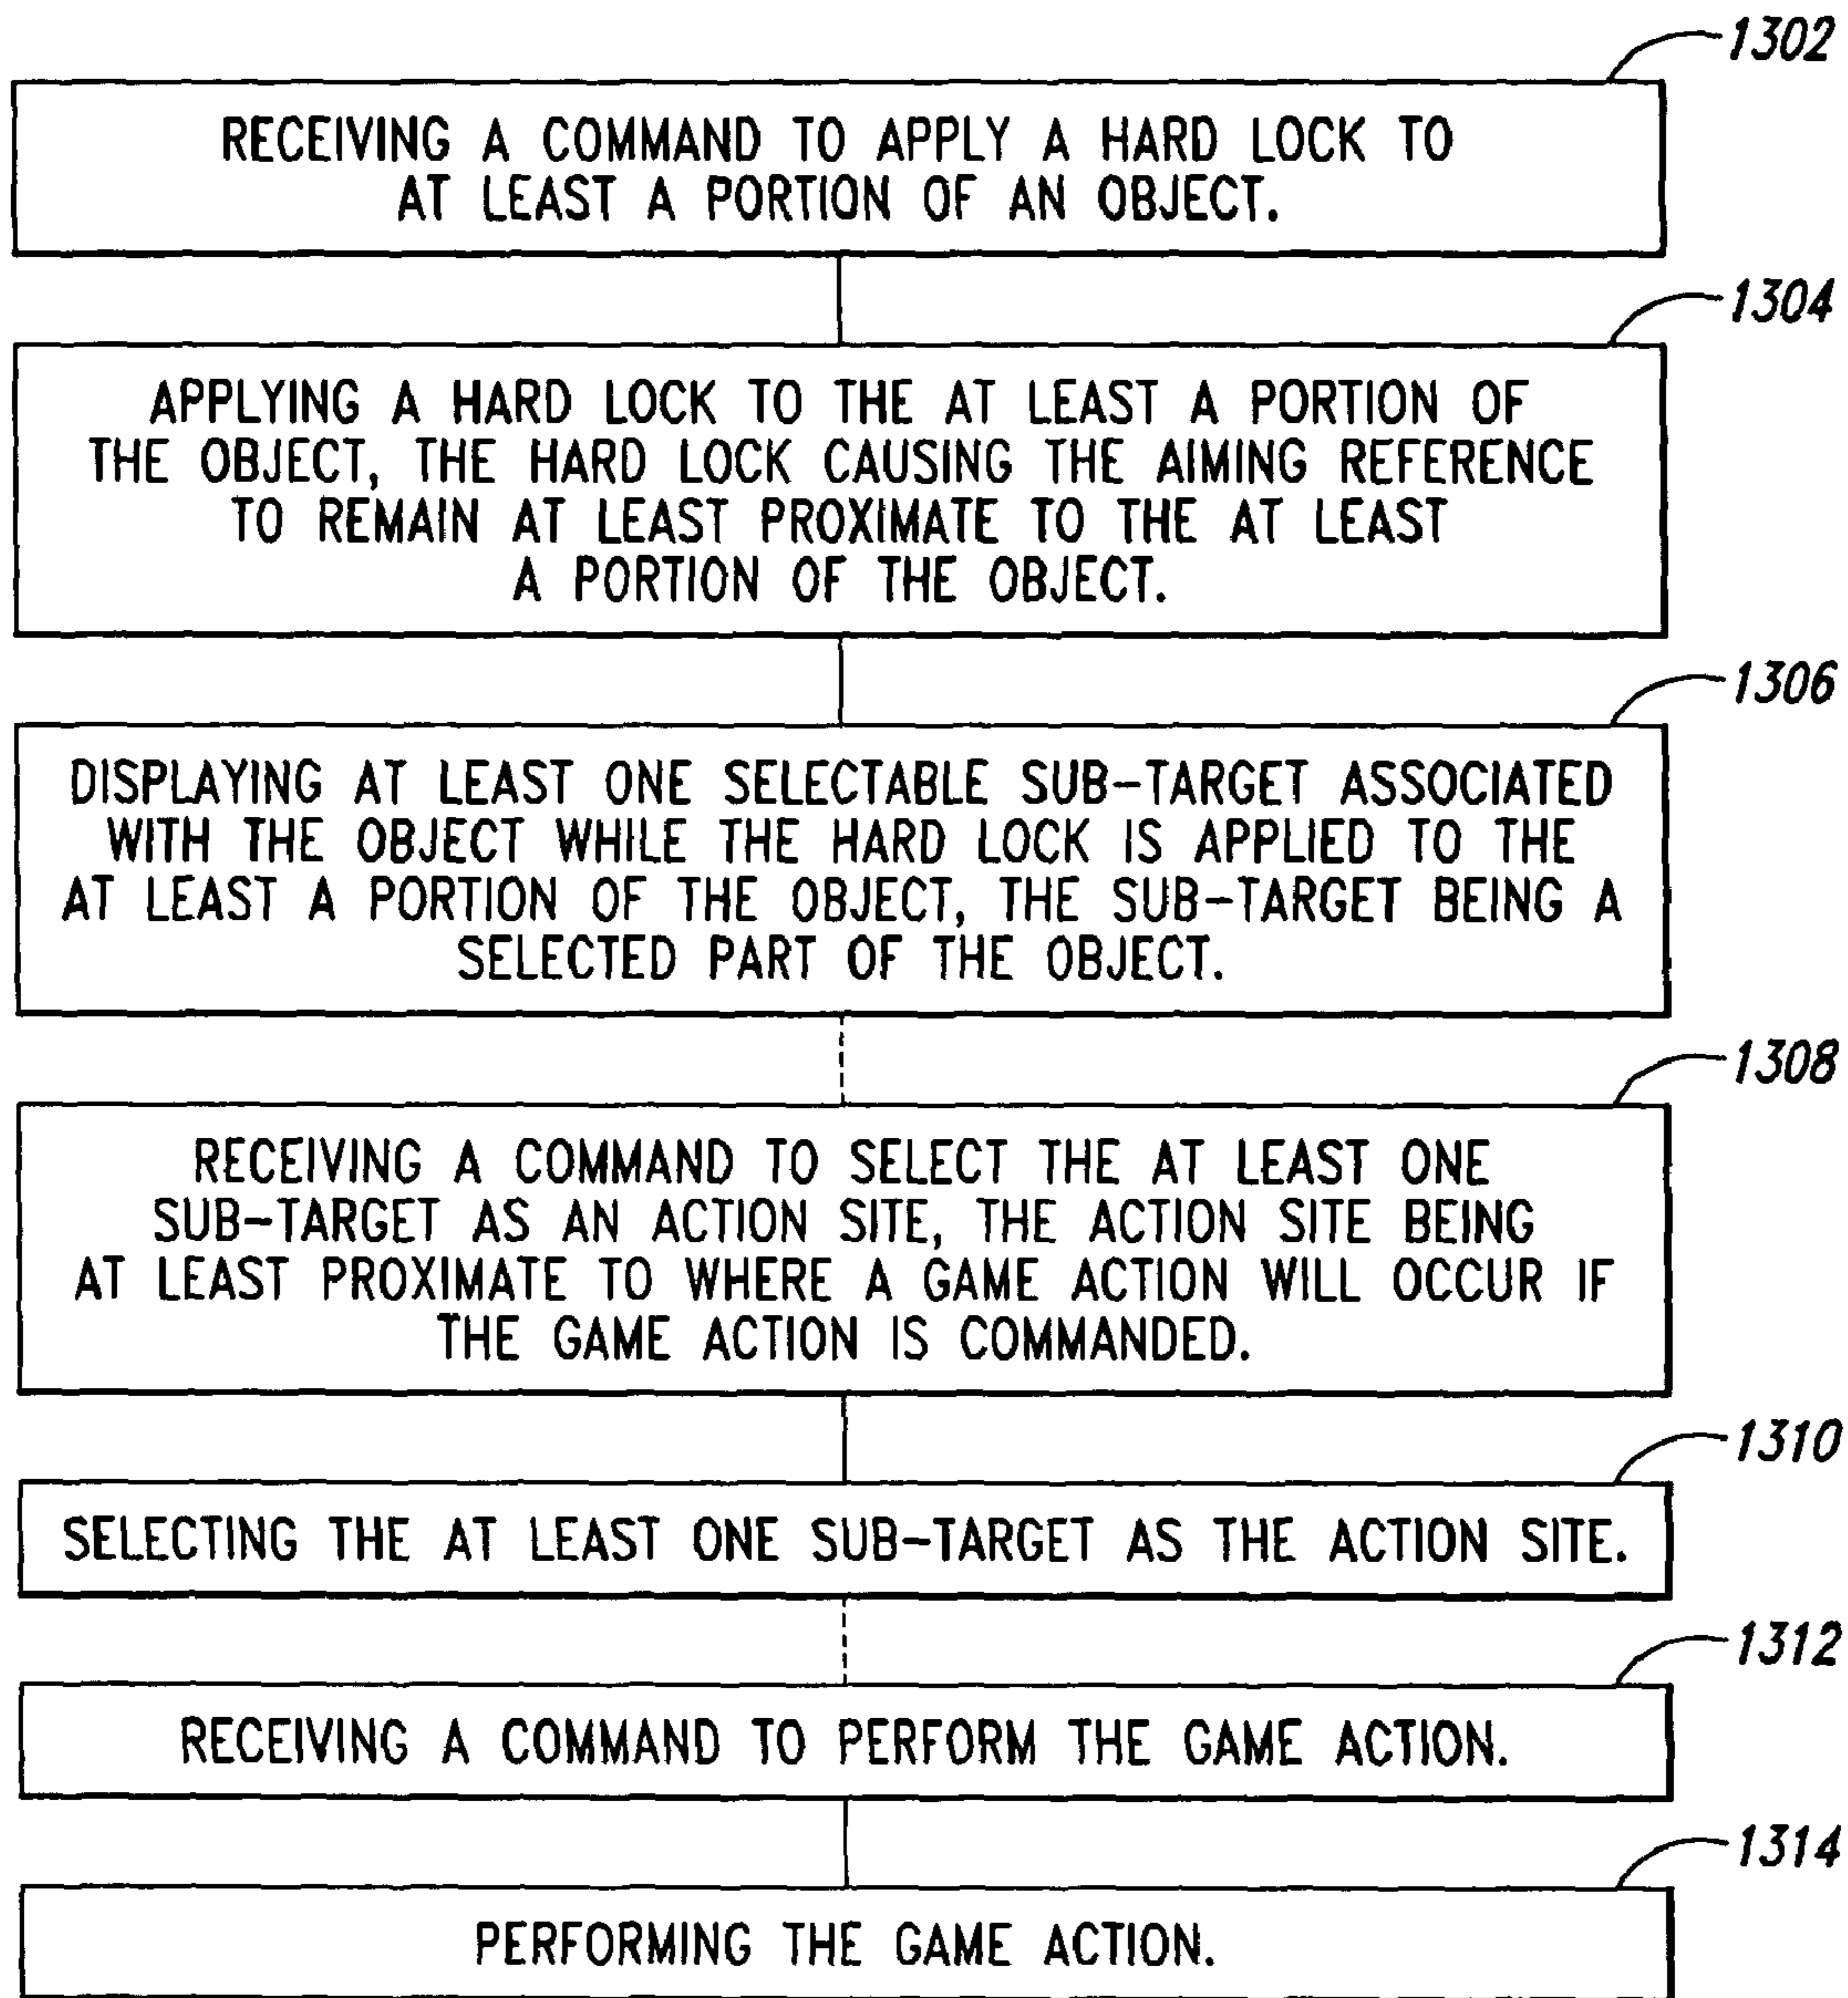 1302
RECEIVING A COMMAND TO APPLY A HARD LOCK TO
AT LEAST A PORTION OF AN OBJECT.
1304
APPLYING A HARD LOCK TO THE AT LEAST A PORTION OF
THE OBJECT, THE HARD LOCK CAUSING THE AIMING REFERENCE
TO REMAIN AT LEAST PROXIMATE TO THE AT LEAST
A PORTION OF THE OBJECT.
1306
DISPLAYING AT LEAST ONE SELECTABLE SUB-TARGET ASSOCIATED
WITH THE OBJECT WHILE THE HARD LOCK IS APPLIED TO THE
AT LEAST A PORTION OF THE OBJECT, THE SUB-TARGET BEING A
SELECTED PART OF THE OBJECT.
1308
RECEIVING A COMMAND TO SELECT THE AT LEAST ONE
SUB-TARGET AS AN ACTION SITE, THE ACTION SITE BEING
AT LEAST PROXIMATE TO WHERE A GAME ACTION WILL OCCUR IF
THE GAME ACTION IS COMMANDED.
1310
SELECTING THE AT LEAST ONE SUB-TARGET AS THE ACTION SITE.
1312
RECEIVING A COMMAND TO PERFORM THE GAME ACTION.
1314
PERFORMING THE GAME ACTION.